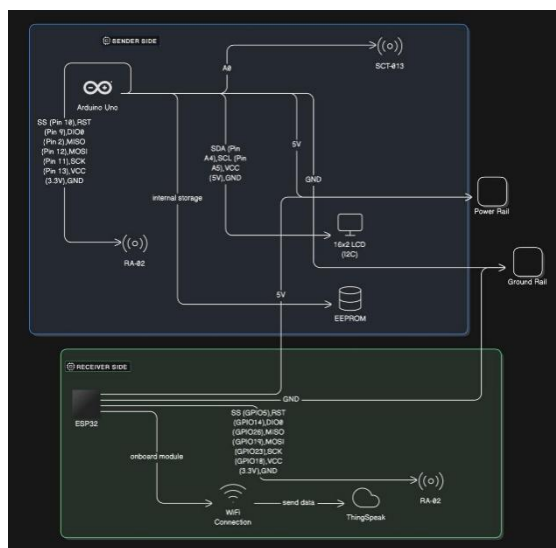 SENDER SIDE
A0
SCT-013
Arduino Uno
SS (Pin 10),RST
(Pin 9),DIO0
(Pin 2),MISO
(Pin 12),MOSI
(Pin 11),SCK
(Pin 13),VCC
(3.3V),GND
SDA (Pin
A4),SCL (Pin
A5),VCC
(5V),GND
5V
GND
internal storage
Power Rail
16x2 LCD
(I2C)
RA-02
Ground Rail
5V
EEPROM
RECEIVER SIDE
ESP32
GND
SS (GPIO5),RST
(GPIO14),DIO0
(GPIO26),MISO
(GPIO19),MOSI
(GPIO23),SCK
(GPIO18),VCC
(3.3V),GND
onboard module
send data
RA-02
WiFi
Connection
ThingSpeak